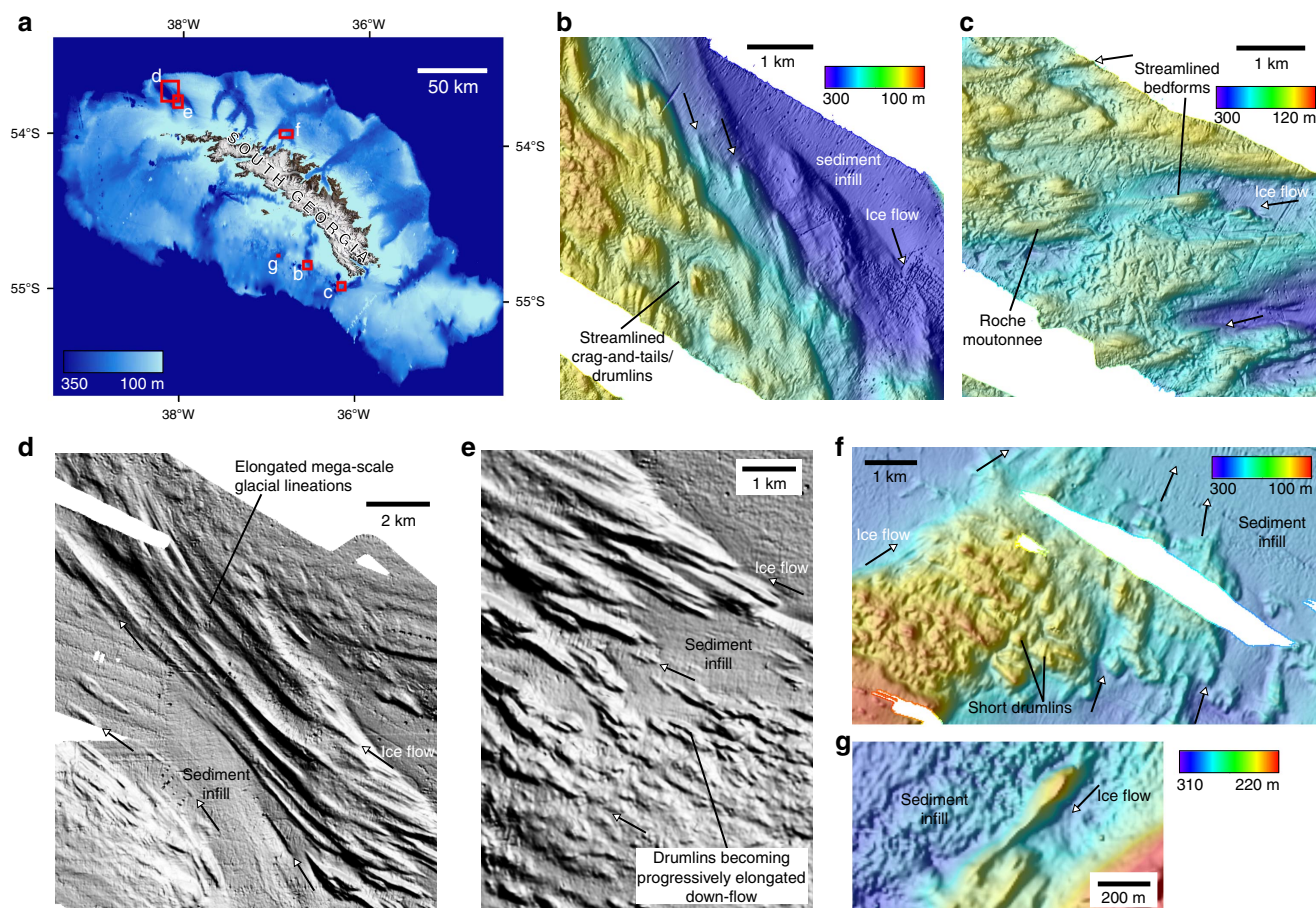 a
38°W
36°W
d
e
f
50 km
54°S
54°S
SOUTH GEORGIA
g
b
c
55°S
55°S
350
100 m
38°W
36°W
b
1 km
300
100 m
sediment
infill
Ice flow
Streamlined
crag-and-tails/
drumlins
c
1 km
Streamlined
bedforms
300
120 m
Ice flow
Roche
moutonnee
d
Elongated mega-scale
glacial lineations
2 km
Ice flow
Sediment
infill
e
1 km
Ice flow
Sediment
infill
Drumlins becoming
progressively elongated
down-flow
f
1 km
300
100 m
Sediment
infill
Ice flow
Short drumlins
g
310
220 m
Sediment
infill
Ice flow
200 m